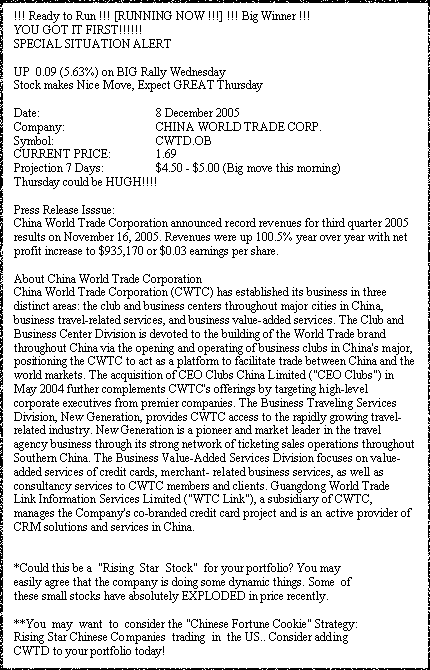 !!! Ready to Run !!! [RUNNING NOW !!!] !!! Big Winner !!!
YOU GOT IT FIRST!!!!!!
SPECIAL SITUATION ALERT
UP 0.09 (5.63%) on BIG Rally Wednesday
Stock makes Nice Move, Expect GREAT Thursday
Date: 8 December 2005
Company: CHINA WORLD TRADE CORP.
Symbol: CWTD.OB
CURRENT PRICE: 1.69
Projection 7 Days: $4.50 - $5.00 (Big move this morning)
Thursday could be HUGH!!!!
Press Release Isssue:
China World Trade Corporation announced record revenues for third quarter 2005
results on November 16, 2005. Revenues were up 100.5% year over year with net
profit increase to $935,170 or $0.03 earnings per share.
About China World Trade Corporation
China World Trade Corporation (CWTC) has established its business in three
distinct areas: the club and business centers throughout major cities in China,
business travel-related services, and business value-added services. The Club and
Business Center Division is devoted to the building of the World Trade brand
throughout China via the opening and operating of business clubs in China's major,
positioning the CWTC to act as a platform to facilitate trade between China and the
world markets. The acquisition of CEO Clubs China Limited ("CEO Clubs") in
May 2004 further complements CWTC's offerings by targeting high-level
corporate executives from premier companies. The Business Traveling Services
Division, New Generation, provides CWTC access to the rapidly growing travel-
related industry. New Generation is a pioneer and market leader in the travel
agency business through its strong network of ticketing sales operations throughout
Southern China. The Business Value-Added Services Division focuses on value-
added services of credit cards, merchant- related business services, as well as
consultancy services to CWTC members and clients. Guangdong World Trade
Link Information Services Limited ("WTC Link"), a subsidiary of CWTC,
manages the Company's co-branded credit card project and is an active provider of
CRM solutions and services in China.
*Could this be a "Rising Star Stock" for your portfolio? You may
easily agree that the company is doing some dynamic things. Some of
these small stocks have absolutely EXPLODED in price recently.
**You may want to consider the "Chinese Fortune Cookie" Strategy:
Rising Star Chinese Companies trading in the US.. Consider adding
CWTD to your portfolio today!